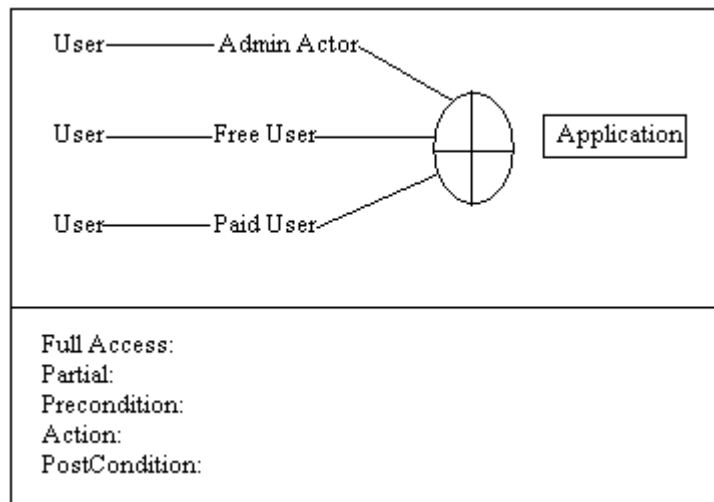 User Admin Actor
User Free User Application
User Paid User
Full Access:
Partial:
Precondition:
Action:
PostCondition: